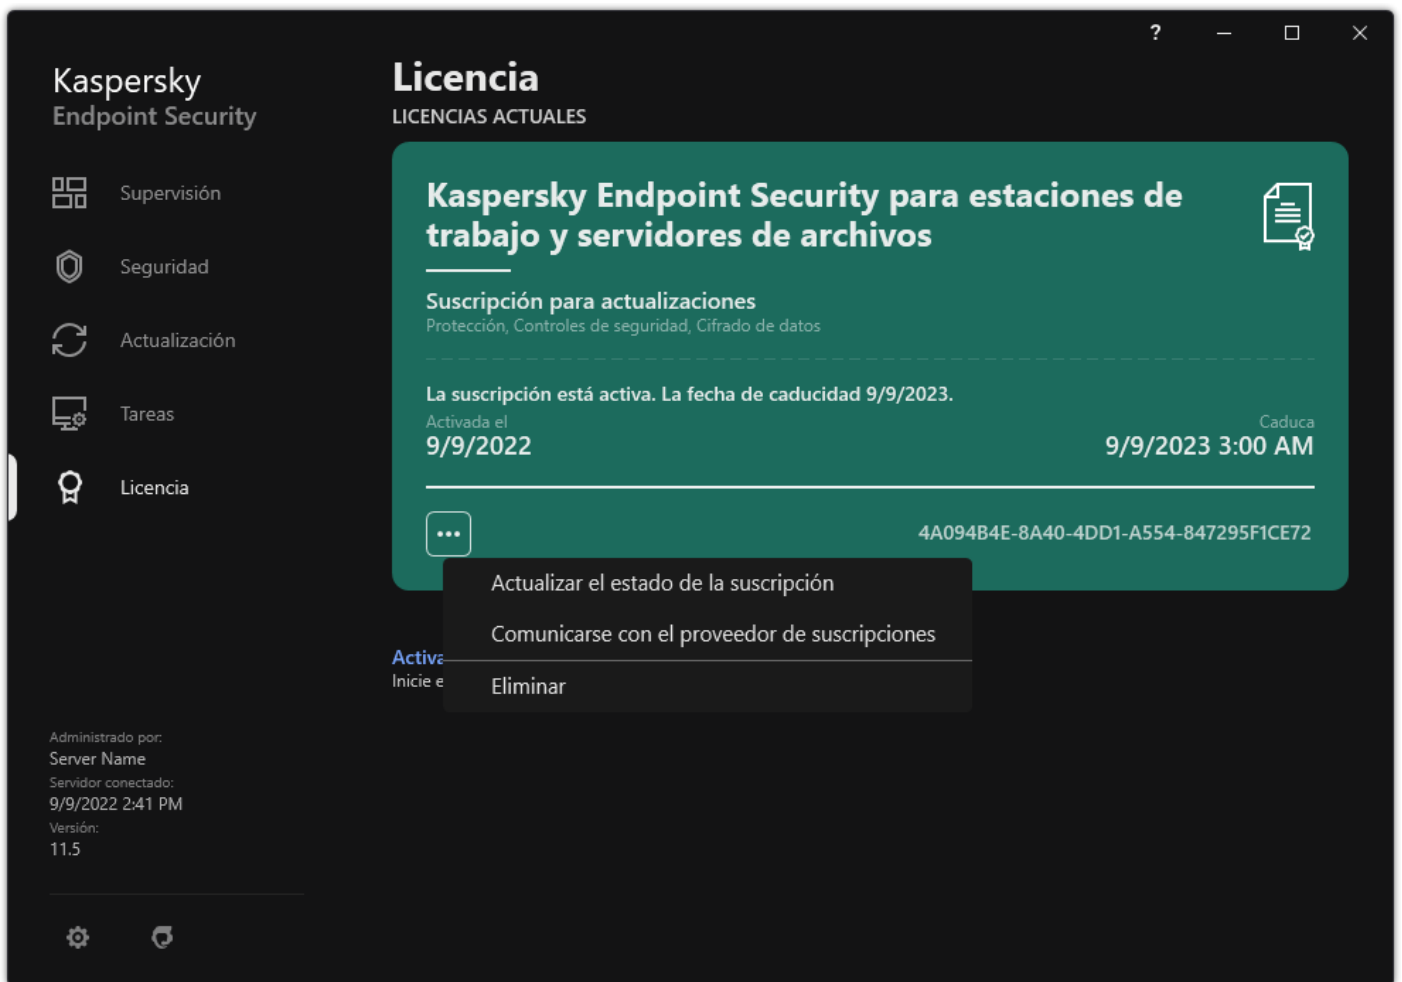 ?
Kaspersky
Endpoint Security
Supervisión
Seguridad
Actualización
Tareas
Licencia
Administrado por:
Server Name
Servidor conectado:
9/9/2022 2:41 PM
Versión:
11.5
Licencia
LICENCIAS ACTUALES
Kaspersky Endpoint Security para estaciones de
trabajo y servidores de archivos
Suscripción para actualizaciones
Protección, Controles de seguridad, Cifrado de datos
La suscripción está activa. La fecha de caducidad 9/9/2023.
Activada el
9/9/2022
Caduca
9/9/2023 3:00 AM
4A094B4E-8A40-4DD1-A554-847295F1CE72
Actualizar el estado de la suscripción
Comunicarse con el proveedor de suscripciones
Eliminar
Activa
Inicie e